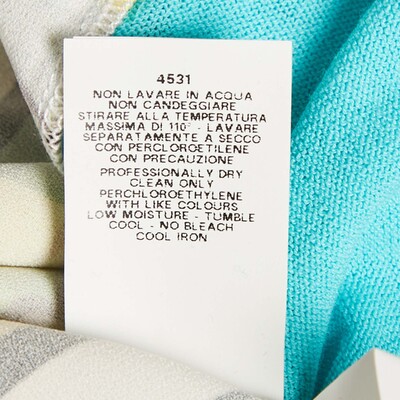 4531
NON LAVARE IN ACQUA
NON CANDEGGIARE
STIRARE ALLA TEMPERATURA
MASSIMA DI 110° - LAVARE
SEPARATAMENTE A SECCO
CON PERCLOROETILENE
CON PRECAUZIONE
PROFESSIONALLY DRY
CLEAN ONLY
PERCHLOROETHYLENE
WITH LIKE COLOURS
LOW MOISTURE - TUMBLE
COOL - NO BLEACH
COOL IRON